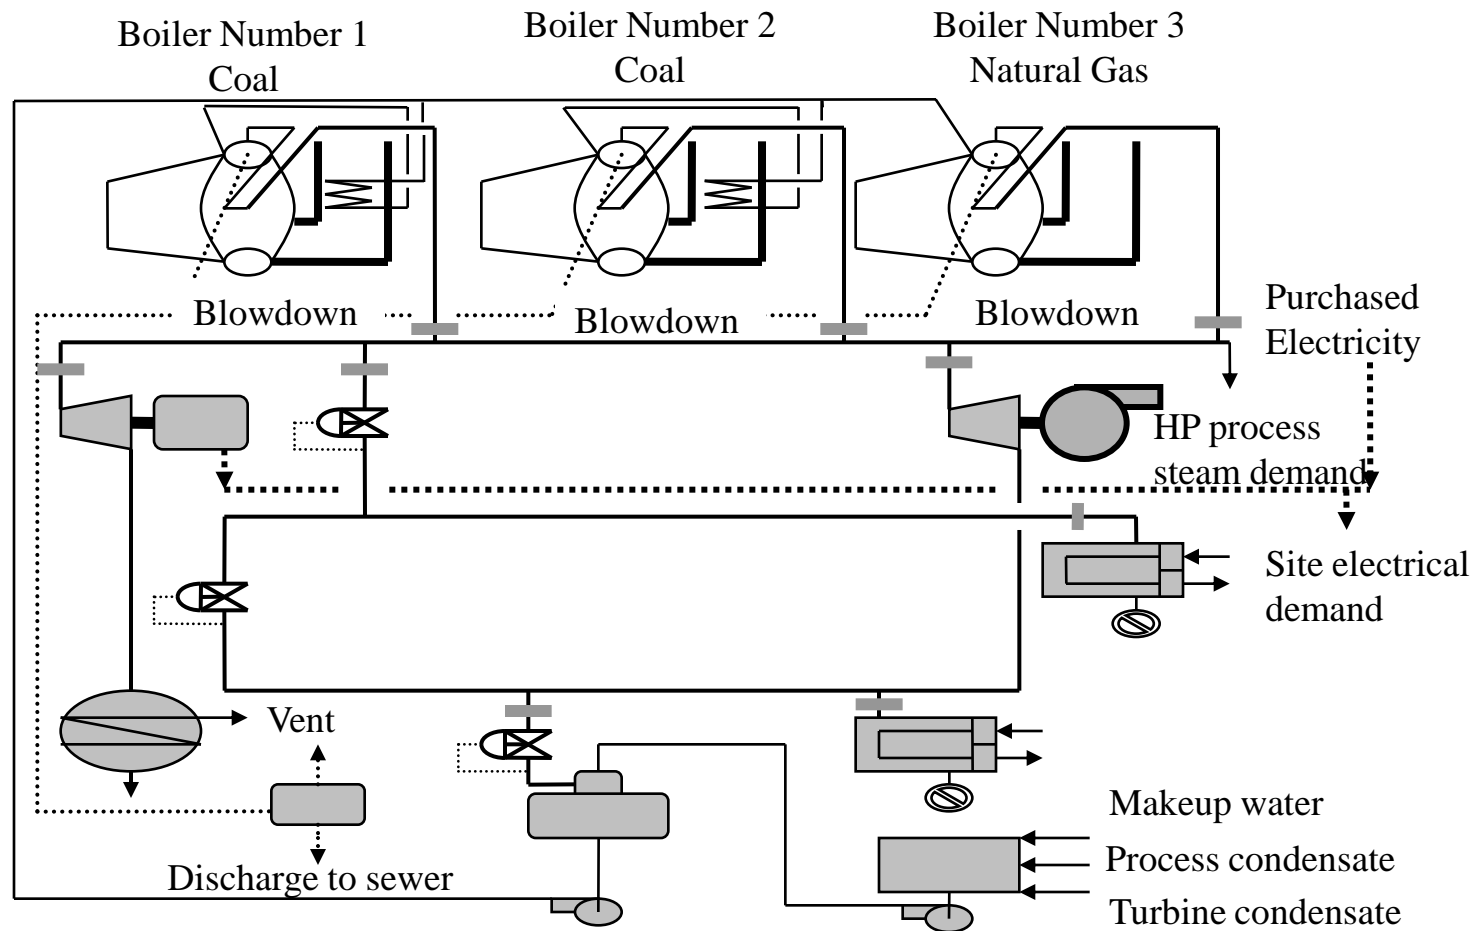 Boiler Number 1
Coal
Boiler Number 2
Coal
Boiler Number 3
Natural Gas
Blowdown
Blowdown
Blowdown
Purchased
Electricity
HP process
steam demand
Site electrical
demand
Vent
Discharge to sewer
Makeup water
Process condensate
Turbine condensate